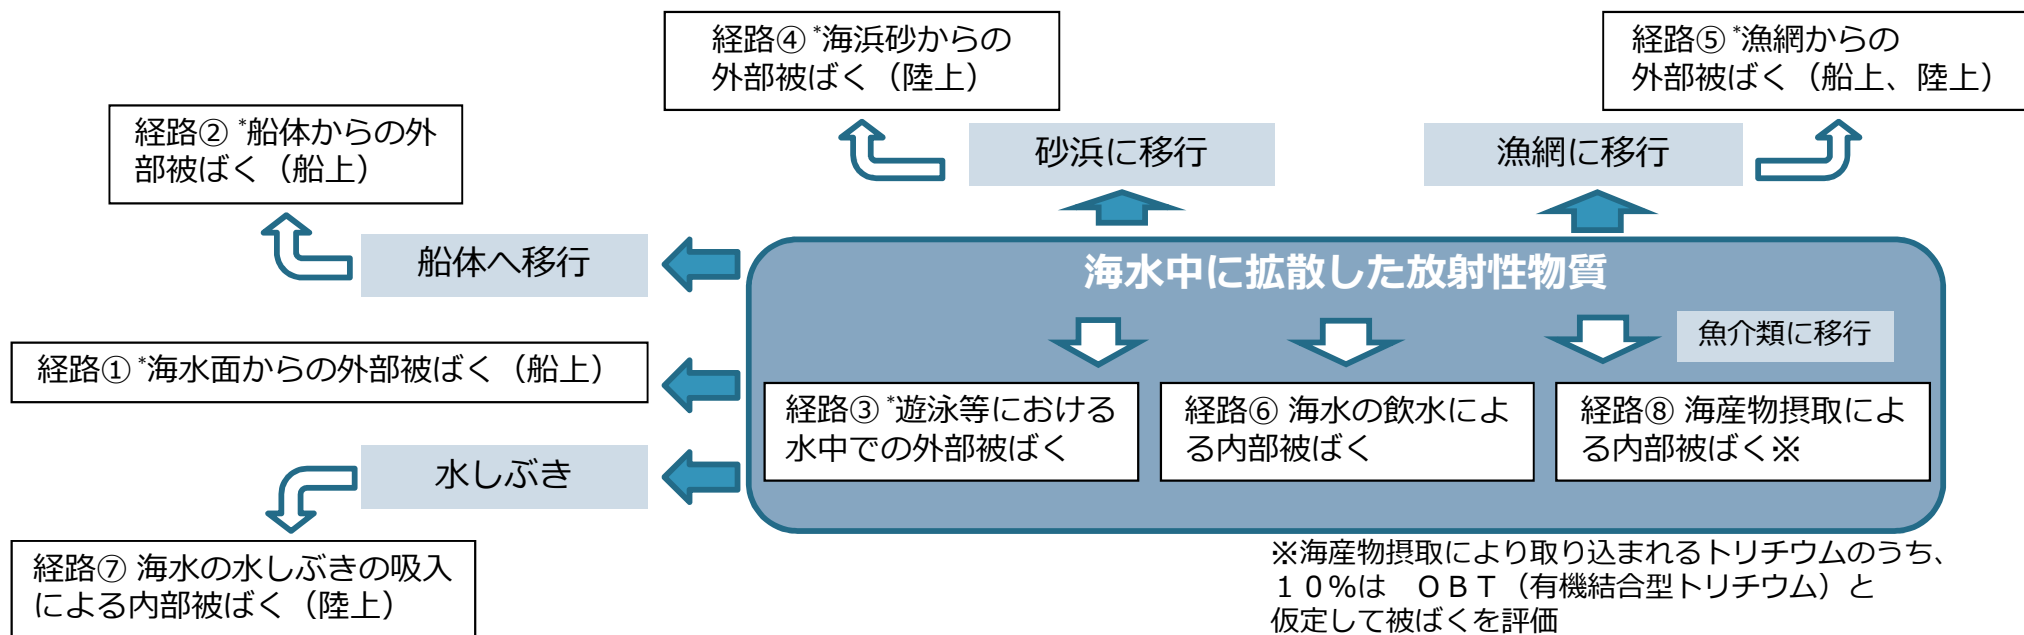 経路④ *海浜砂からの
外部被ばく（陸上）
経路⑤ *漁網からの
外部被ばく（船上、陸上）
経路② *船体からの外
部被ばく（船上）
砂浜に移行
漁網に移行
船体へ移行
海水中に拡散した放射性物質
魚介類に移行
経路① *海水面からの外部被ばく（船上）
経路③ *遊泳等における
水中での外部被ばく
経路⑥ 海水の飲水によ
る内部被ばく
経路⑧ 海産物摂取によ
る内部被ばく※
水しぶき
経路⑦ 海水の水しぶきの吸入
による内部被ばく（陸上）
※海産物摂取により取り込まれるトリチウムのうち、
１０％は　ＯＢＴ（有機結合型トリチウム）と
仮定して被ばくを評価